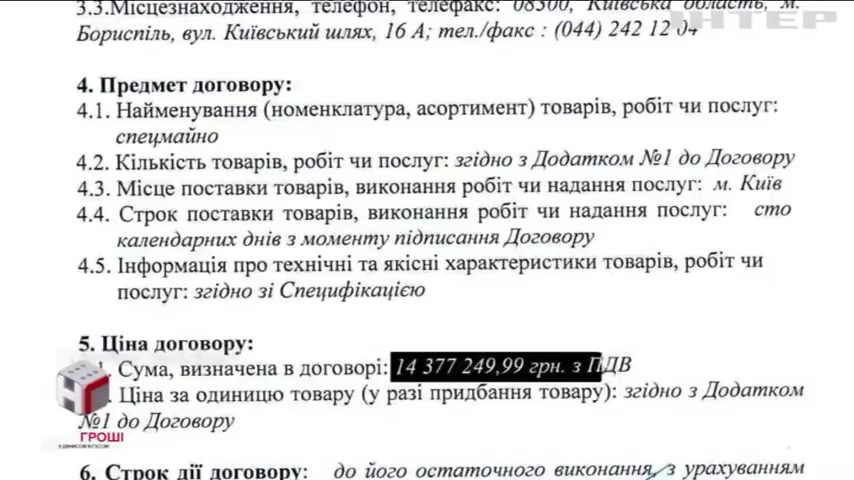 3.3.Місцезнаходження, телефон, телефакс: 08300, Київська область, м.
ІНТЕР
Бориспіль, вул. Київський шлях, 16 А; тел./факс : (044) 242 12 04
4. Предмет договору:
4.1. Найменування (номенклатура, асортимент) товарів, робіт чи послуг:
спецмайно
4.2. Кількість товарів, робіт чи послуг: згідно з Додатком №1 до Договору
4.3. Місце поставки товарів, виконання робіт чи надання послуг: м. Київ
4.4. Строк поставки товарів, виконання робіт чи надання послуг: сто
календарних днів з моменту підписання Договору
4.5. Інформація про технічні та якісні характеристики товарів, робіт чи
послуг: згідно зі Специфікацією
5. Ціна договору:
1. Сума, визначена в договорі: 14 377 249,99 грн. з ПДВ
Ціна за одиницю товару (у разі придбання товару): згідно з Додатком
№1 до Договору
ГРОШІ
6. Строк дії договору: до його остаточного виконання, з урахуванням